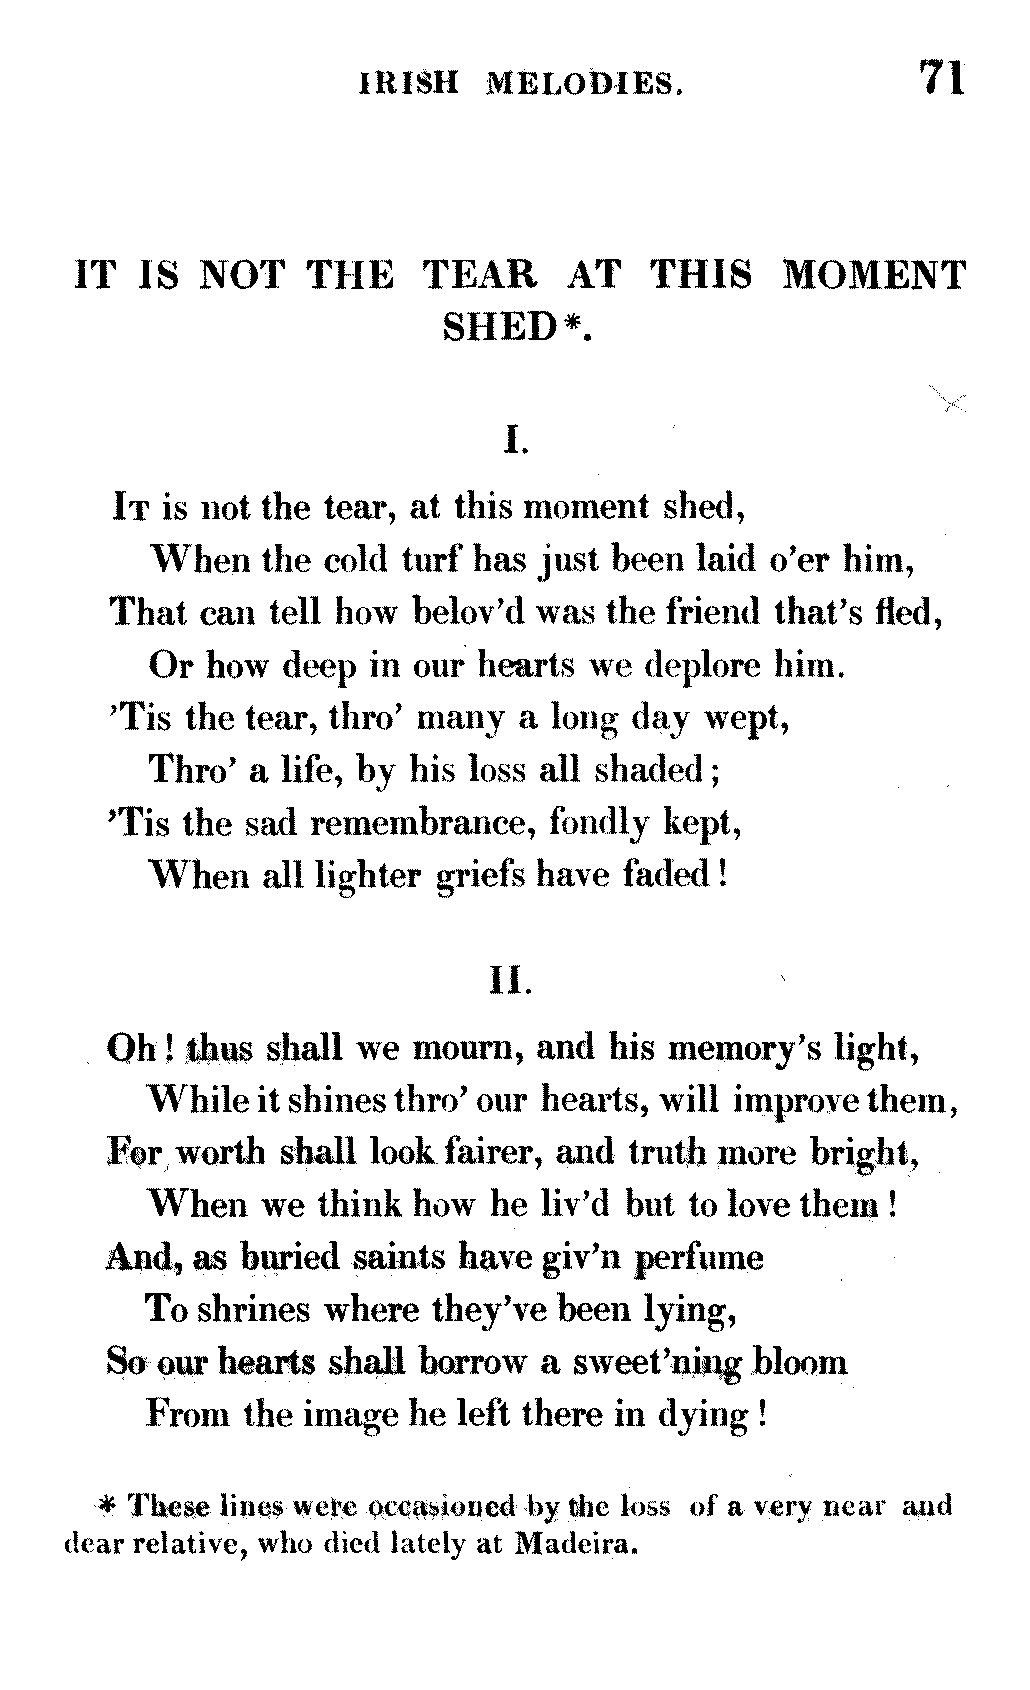 IRISH MELODIES. 71
IT IS NOT THE TEAR AT THIS MOMENT
SHED*.
I.
IT is not the tear, at this moment shed,
When the cold turf has just been laid o'er him,
That can tell how belov'd was the friend that's fled,
Or how deep in our hearts we deplore him.
'Tis the tear, thro' many a long day wept,
Thro' a life, by his loss all shaded;
'Tis the sad remembrance, fondly kept,
When all lighter griefs have faded!
II.
Oh! thus shall we mourn, and his memory's light,
While it shines thro' our hearts, will improve them,
For worth shall look fairer, and truth more bright,
When we think how he liv'd but to love them!
And, as buried saints have giv'n perfume
To shrines where they've been lying,
So our hearts shall borrow a sweet'ning bloom
From the image he left there in dying!
* These lines were occasioned by the loss of a very near and
dear relative, who died lately at Madeira.